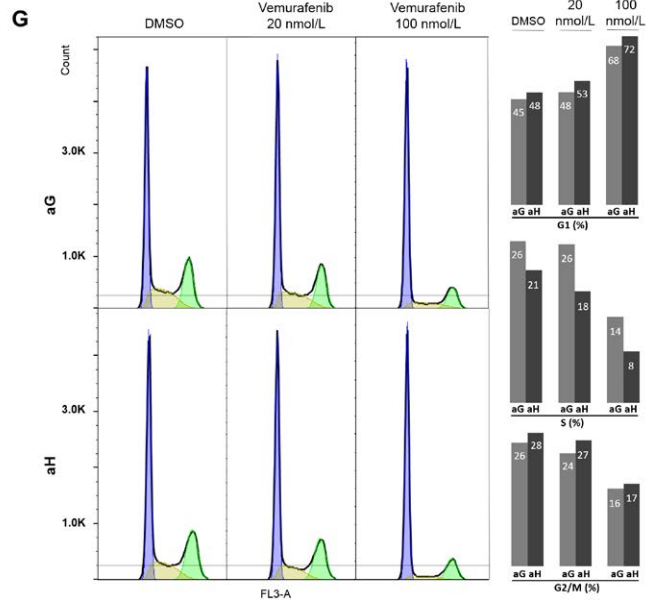 G
DMSO
Vemurafenib
20 nmol/L
Vemurafenib
100 nmol/L
Count
3.0K
1.0K
aG
3.0K
1.0K
aH
FL3-A
DMSO
20
nmol/L
100
nmol/L
45 48 48 53 68 72
aG aH aG aH aG aH
G1 (%)
26 21 26 18 14 8
aG aH aG aH aG aH
S (%)
26 28 24 27 16 17
aG aH aG aH aG aH
G2/M (%)